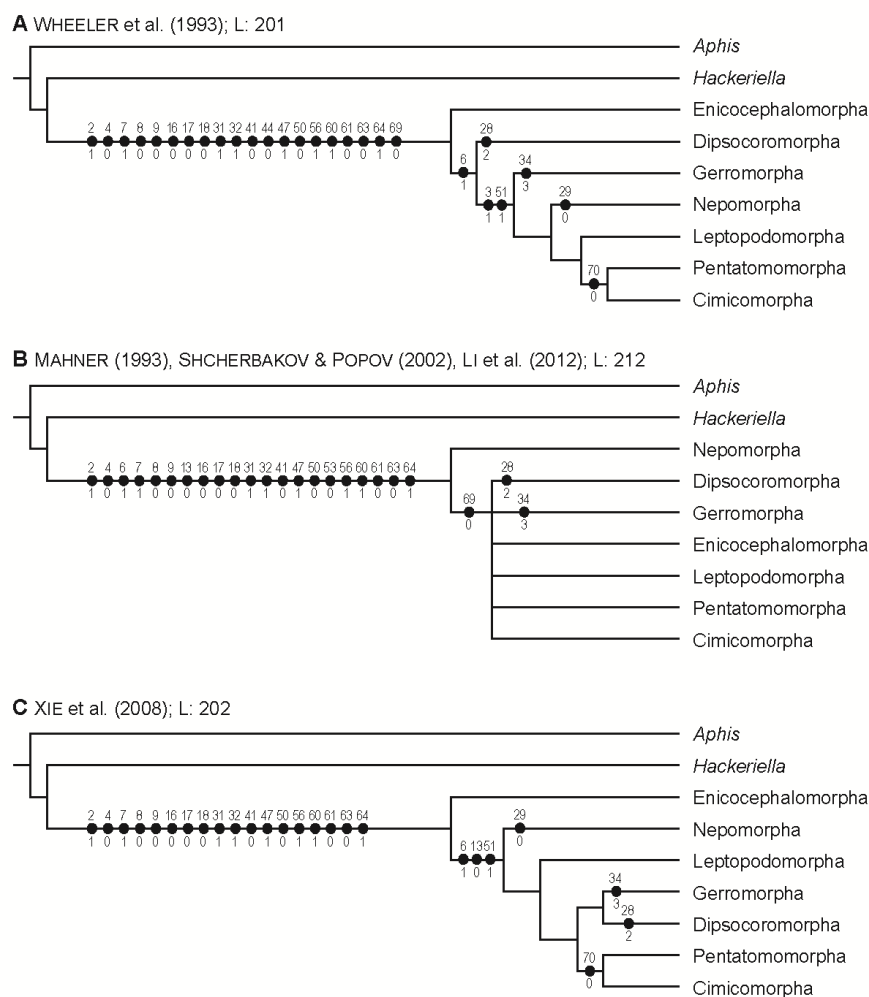 A WHEELER et al. (1993); L: 201
Aphis
Hackeriella
Enicocephalomorpha
2 4 7 8 9 16 17 18 31 32 41 44 47 50 56 60 61 63 64 69
28
Dipsocoromorpha
1 0 1 0 0 0 0 0 1 1 0 0 1 0 1 1 0 0 1 0
2
6
34
Gerromorpha
1
3
3 51
29
Nepomorpha
1 1
0
Leptopodomorpha
70
Pentatomomorpha
0
Cimicomorpha
B MAHNER (1993), SHCHERBAKOV & POPOV (2002), LI et al. (2012); L: 212
Aphis
Hackeriella
Nepomorpha
2 4 6 7 8 9 13 16 17 18 31 32 41 47 50 53 56 60 61 63 64
28
Dipsocoromorpha
1 0 1 1 0 0 0 0 0 0 1 1 0 1 0 0 1 1 0 0 1
2
69
34
Gerromorpha
0
3
Enicocephalomorpha
Leptopodomorpha
Pentatomomorpha
Cimicomorpha
C XIE et al. (2008); L: 202
Aphis
Hackeriella
Enicocephalomorpha
2 4 7 8 9 16 17 18 31 32 41 47 50 56 60 61 63 64
29
Nepomorpha
1 0 1 0 0 0 0 0 1 1 0 1 0 1 1 0 0 1
0
6 13 51
Leptopodomorpha
1 0 1
34
Gerromorpha
3
28
Dipsocoromorpha
2
Pentatomomorpha
70
0
Cimicomorpha